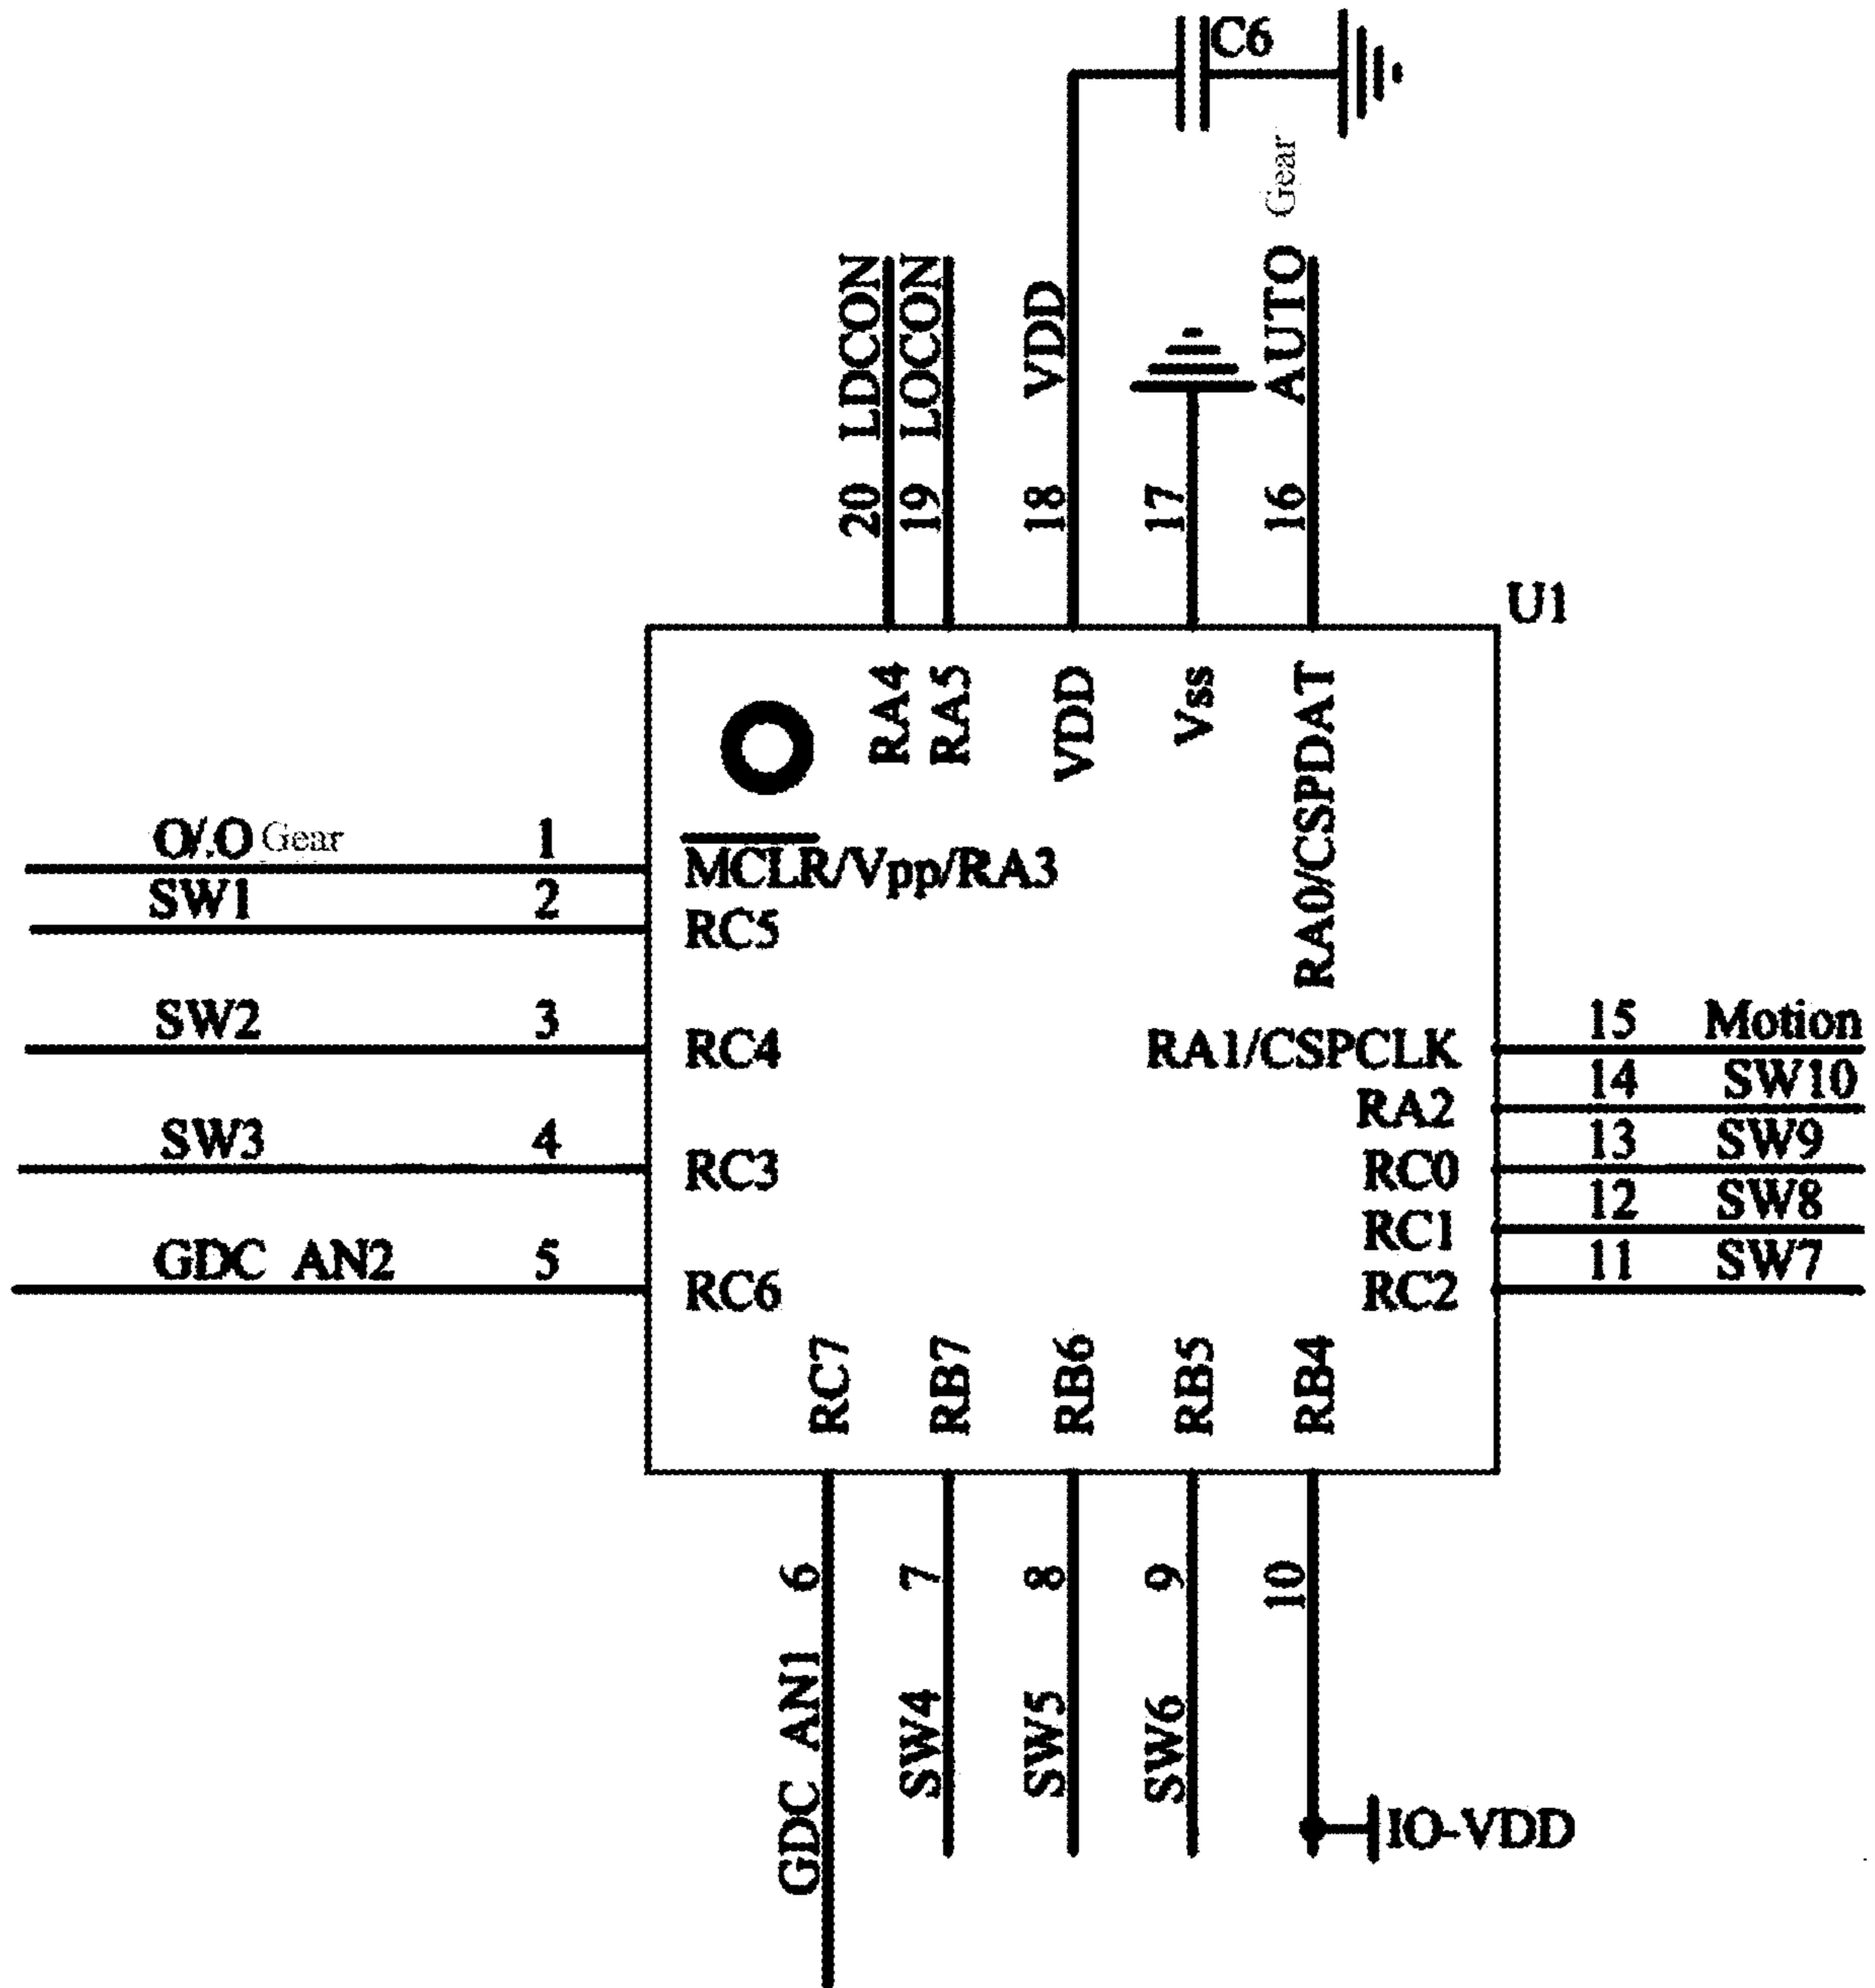 C6
20 LDCON
19 LOCON
18 VDD
17
16 AUTO Gear
U1
RA4
RA5
VDD
Vss
RA0/CSPDAT
O/.O Gear 1
MCLR/Vpp/RA3
SW1 2
RC5
SW2 3
RC4
SW3 4
RC3
GDC AN2 5
RC6
15 Motion
RA1/CSPCLK
14 SW10
RA2
13 SW9
RC0
12 SW8
RC1
11 SW7
RC2
RC7
RB7
RB6
RB5
RB4
GDC AN1 6
SW4 7
SW5 8
SW6 9
10
IO-VDD